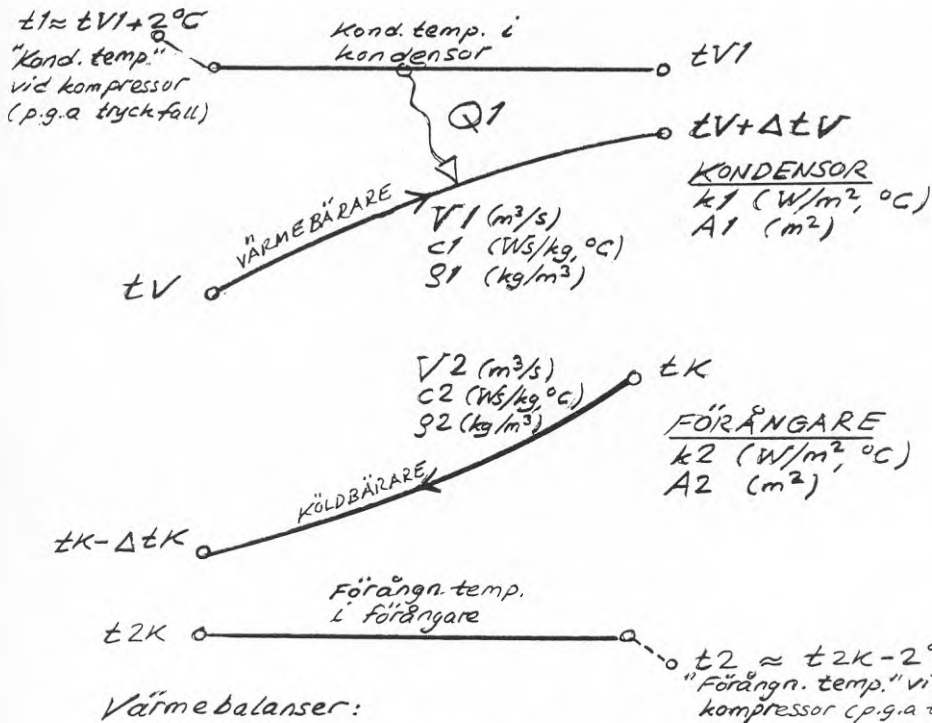 t1≈ tV1+2°C
"Kond. temp."
vid kompressor
(p.g.a tryckfall)
Kond. temp. i
kondensor
tV1
Q1
tV+ΔtV
KONDENSOR
k1 (W/m², °C)
A1 (m²)
VÄRMEBÄRARE
V1 (m³/s)
c1 (Ws/kg, °C)
ρ1 (kg/m³)
tV
V2 (m³/s)
c2 (Ws/kg, °C)
ρ2 (kg/m³)
tK
FÖRÅNGARE
k2 (W/m², °C)
A2 (m²)
KÖLDBÄRARE
tK-ΔtK
Förångn. temp.
i förångare
t2K
t2 ≈ t2K-2°
"Förångn. temp." vi
kompressor (p.g.a t
Värmebalanser: